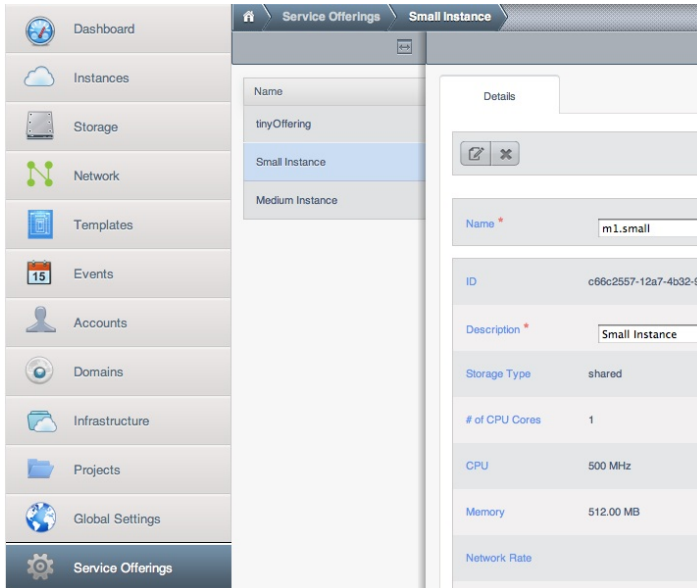 Service Offerings
Small Instance
Dashboard
Instances
Storage
Network
Templates
15
Events
Accounts
Domains
Infrastructure
Projects
Global Settings
Service Offerings
Name
tinyOffering
Small Instance
Medium Instance
Details
Name *
m1.small
ID
c66c2557-12a7-4b32-9
Description *
Small Instance
Storage Type
shared
# of CPU Cores
1
CPU
500 MHz
Memory
512.00 MB
Network Rate